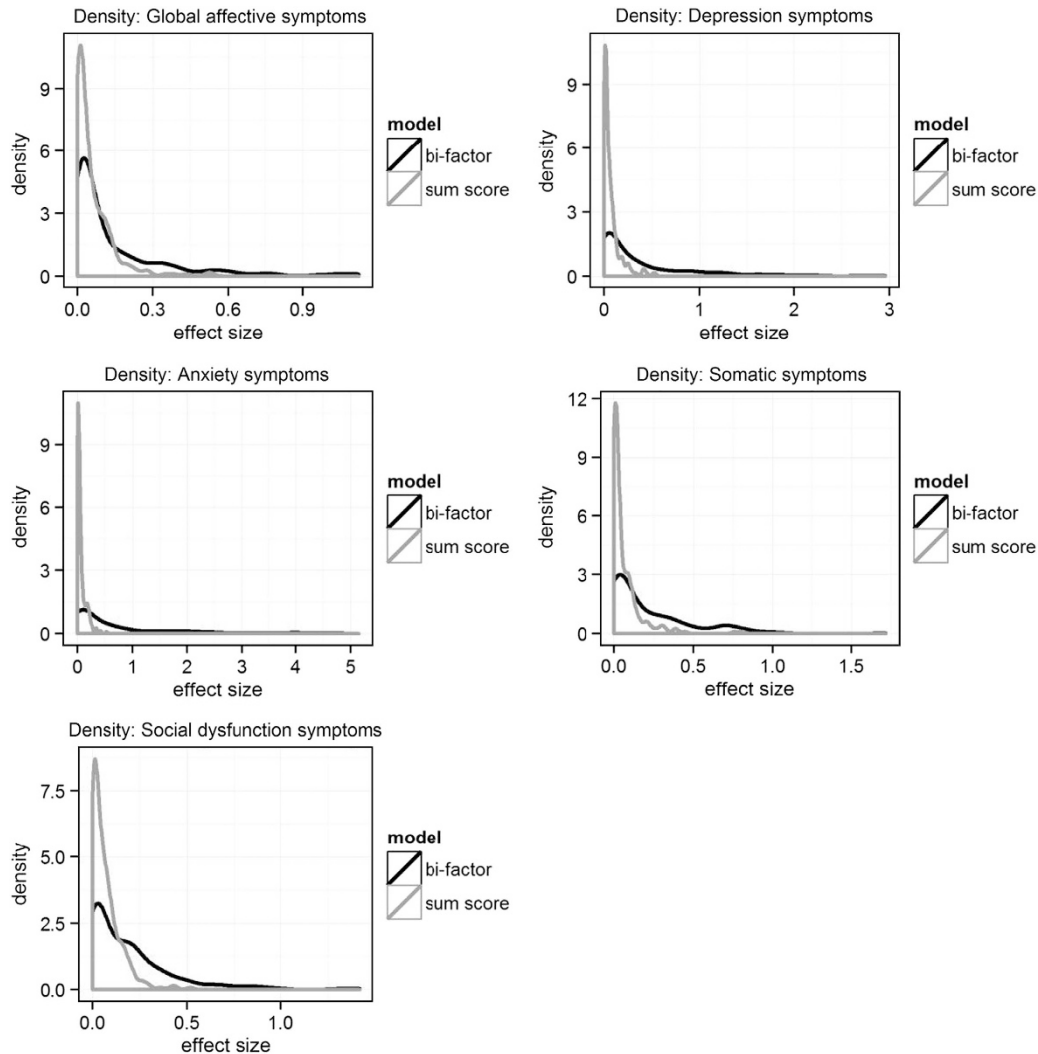 Density: Global affective symptoms
density
9
6
3
0
0.0 0.3 0.6 0.9
effect size
model
bi-factor
sum score
Density: Depression symptoms
density
9
6
3
0
0 1 2 3
effect size
model
bi-factor
sum score
Density: Anxiety symptoms
density
9
6
3
0
0 1 2 3 4 5
effect size
model
bi-factor
sum score
Density: Somatic symptoms
density
12
9
6
3
0
0.0 0.5 1.0 1.5
effect size
model
bi-factor
sum score
Density: Social dysfunction symptoms
density
7.5
5.0
2.5
0.0
0.0 0.5 1.0
effect size
model
bi-factor
sum score